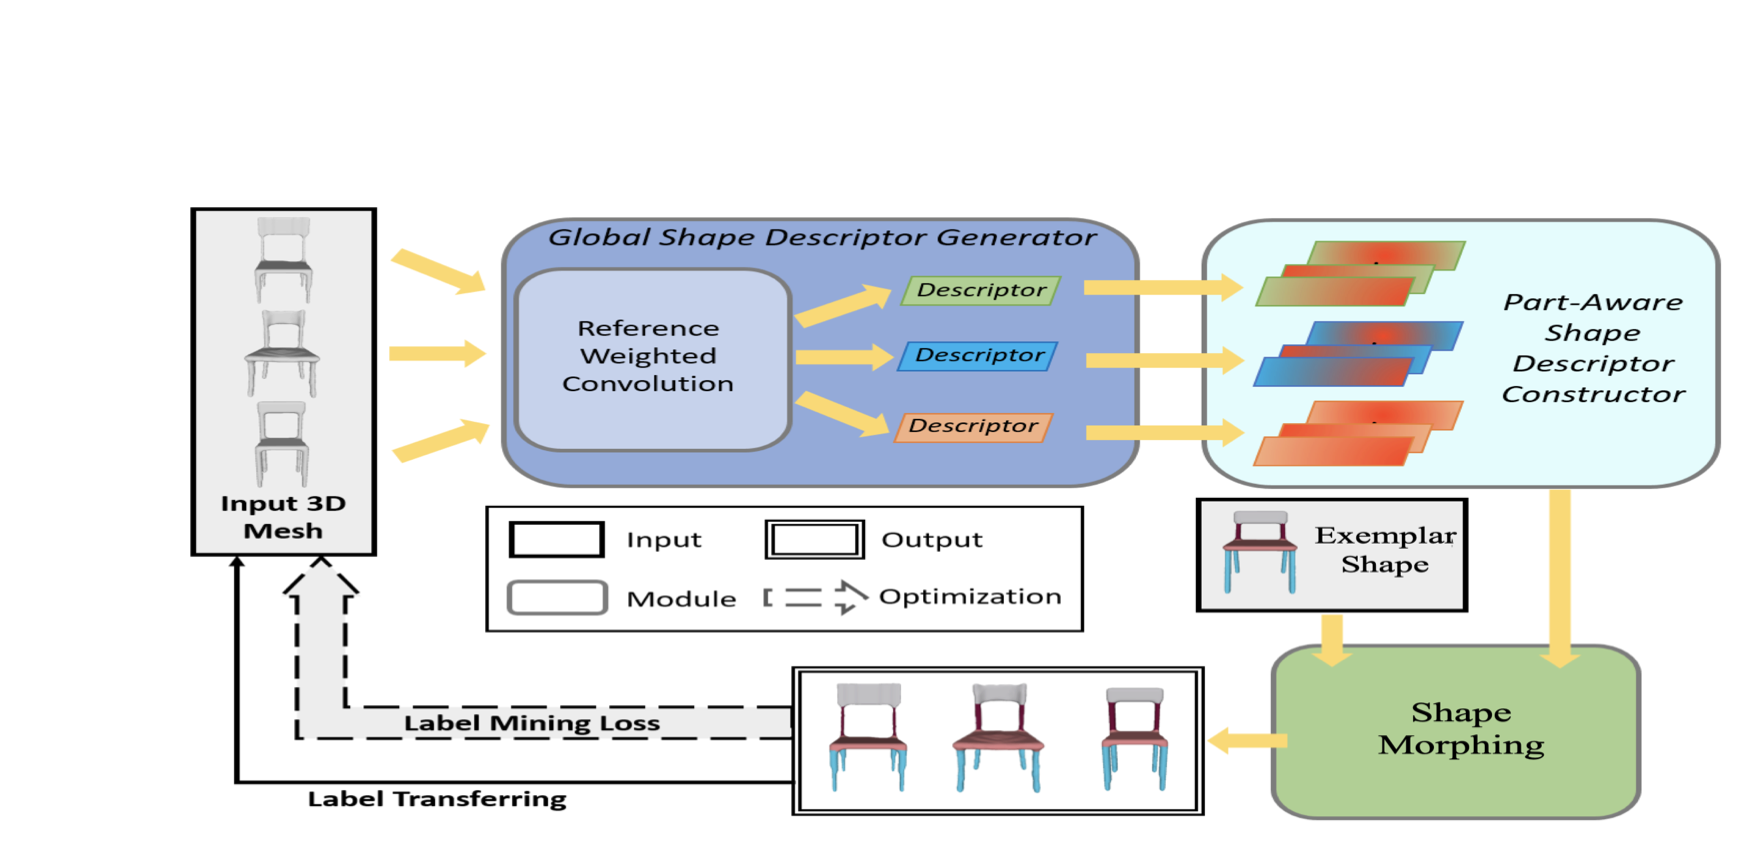 Global Shape Descriptor Generator
Reference
Weighted
Convolution
Descriptor
Descriptor
Descriptor
Part-Aware
Shape
Descriptor
Constructor
Input 3D
Mesh
Input
Output
Module
Optimization
Exemplar
Shape
Shape
Morphing
Label Mining Loss
Label Transferring